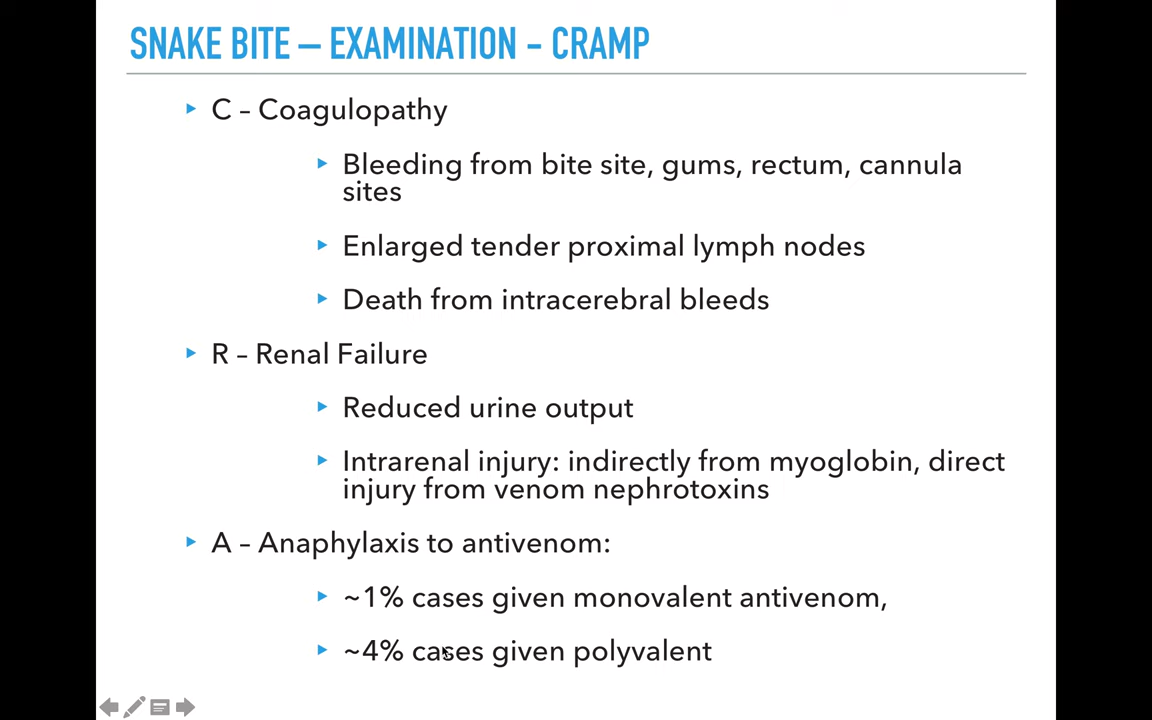 SNAKE BITE – EXAMINATION - CRAMP
C – Coagulopathy
Bleeding from bite site, gums, rectum, cannula
sites
Enlarged tender proximal lymph nodes
Death from intracerebral bleeds
R – Renal Failure
Reduced urine output
Intrarenal injury: indirectly from myoglobin, direct
injury from venom nephrotoxins
A – Anaphylaxis to antivenom:
~1% cases given monovalent antivenom,
~4% cases given polyvalent